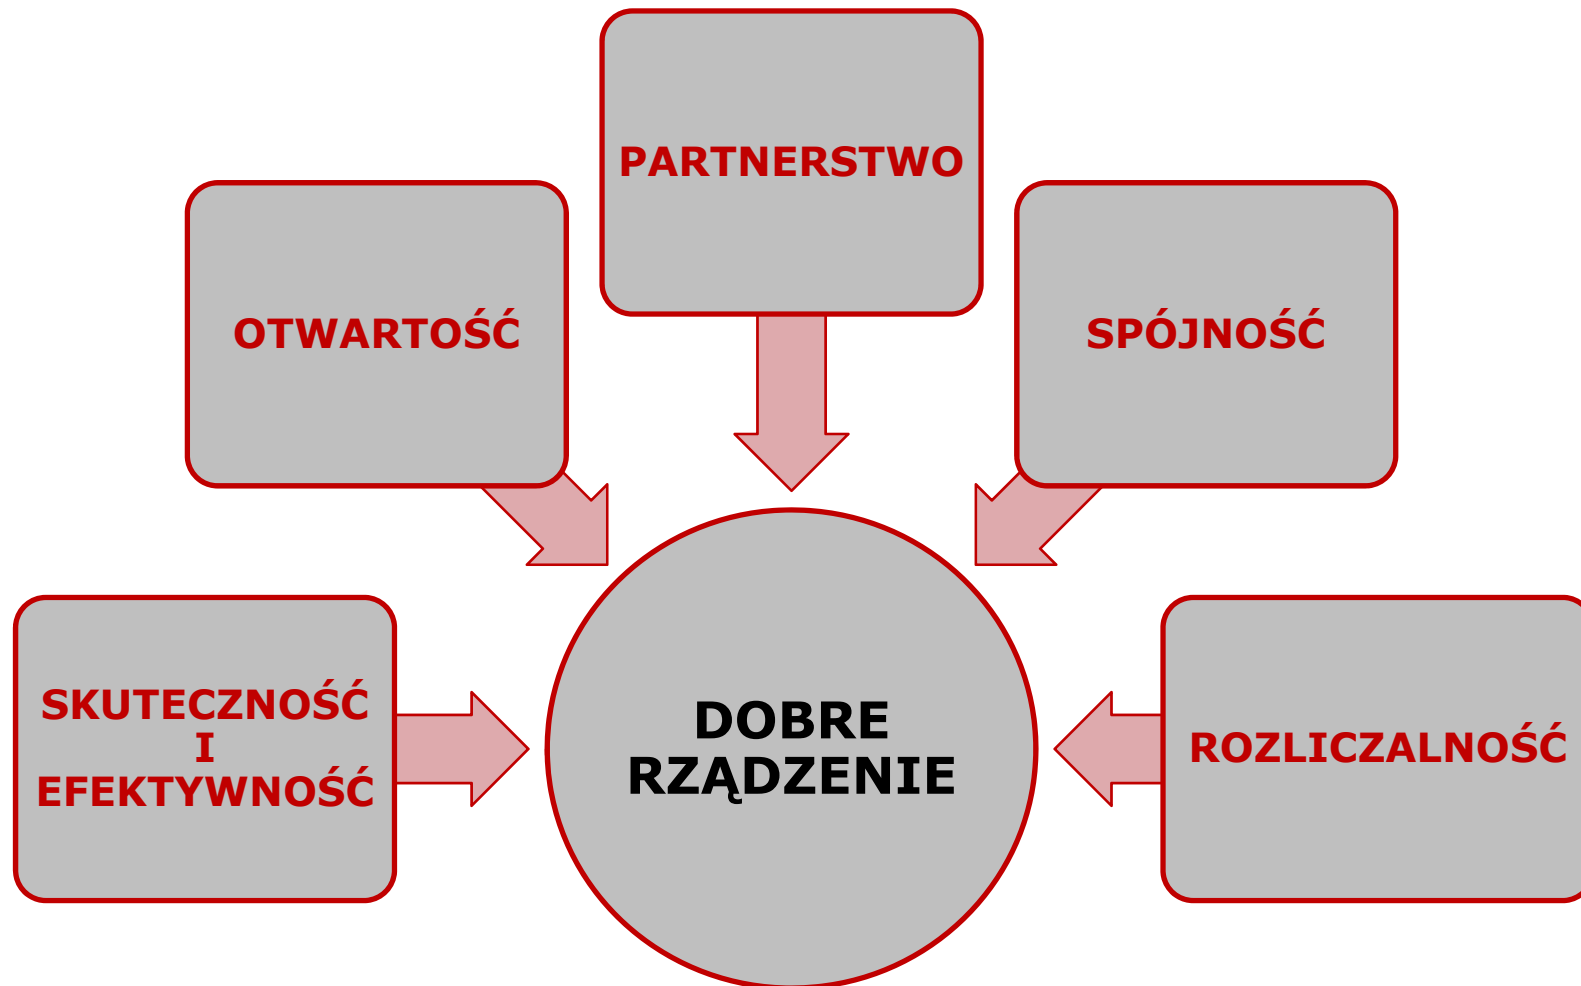 PARTNERSTWO
OTWARTOŚĆ
SPÓJNOŚĆ
SKUTECZNOŚĆ
I
EFEKTYWNOŚĆ
DOBRE
RZĄDZENIE
ROZLICZALNOŚĆ